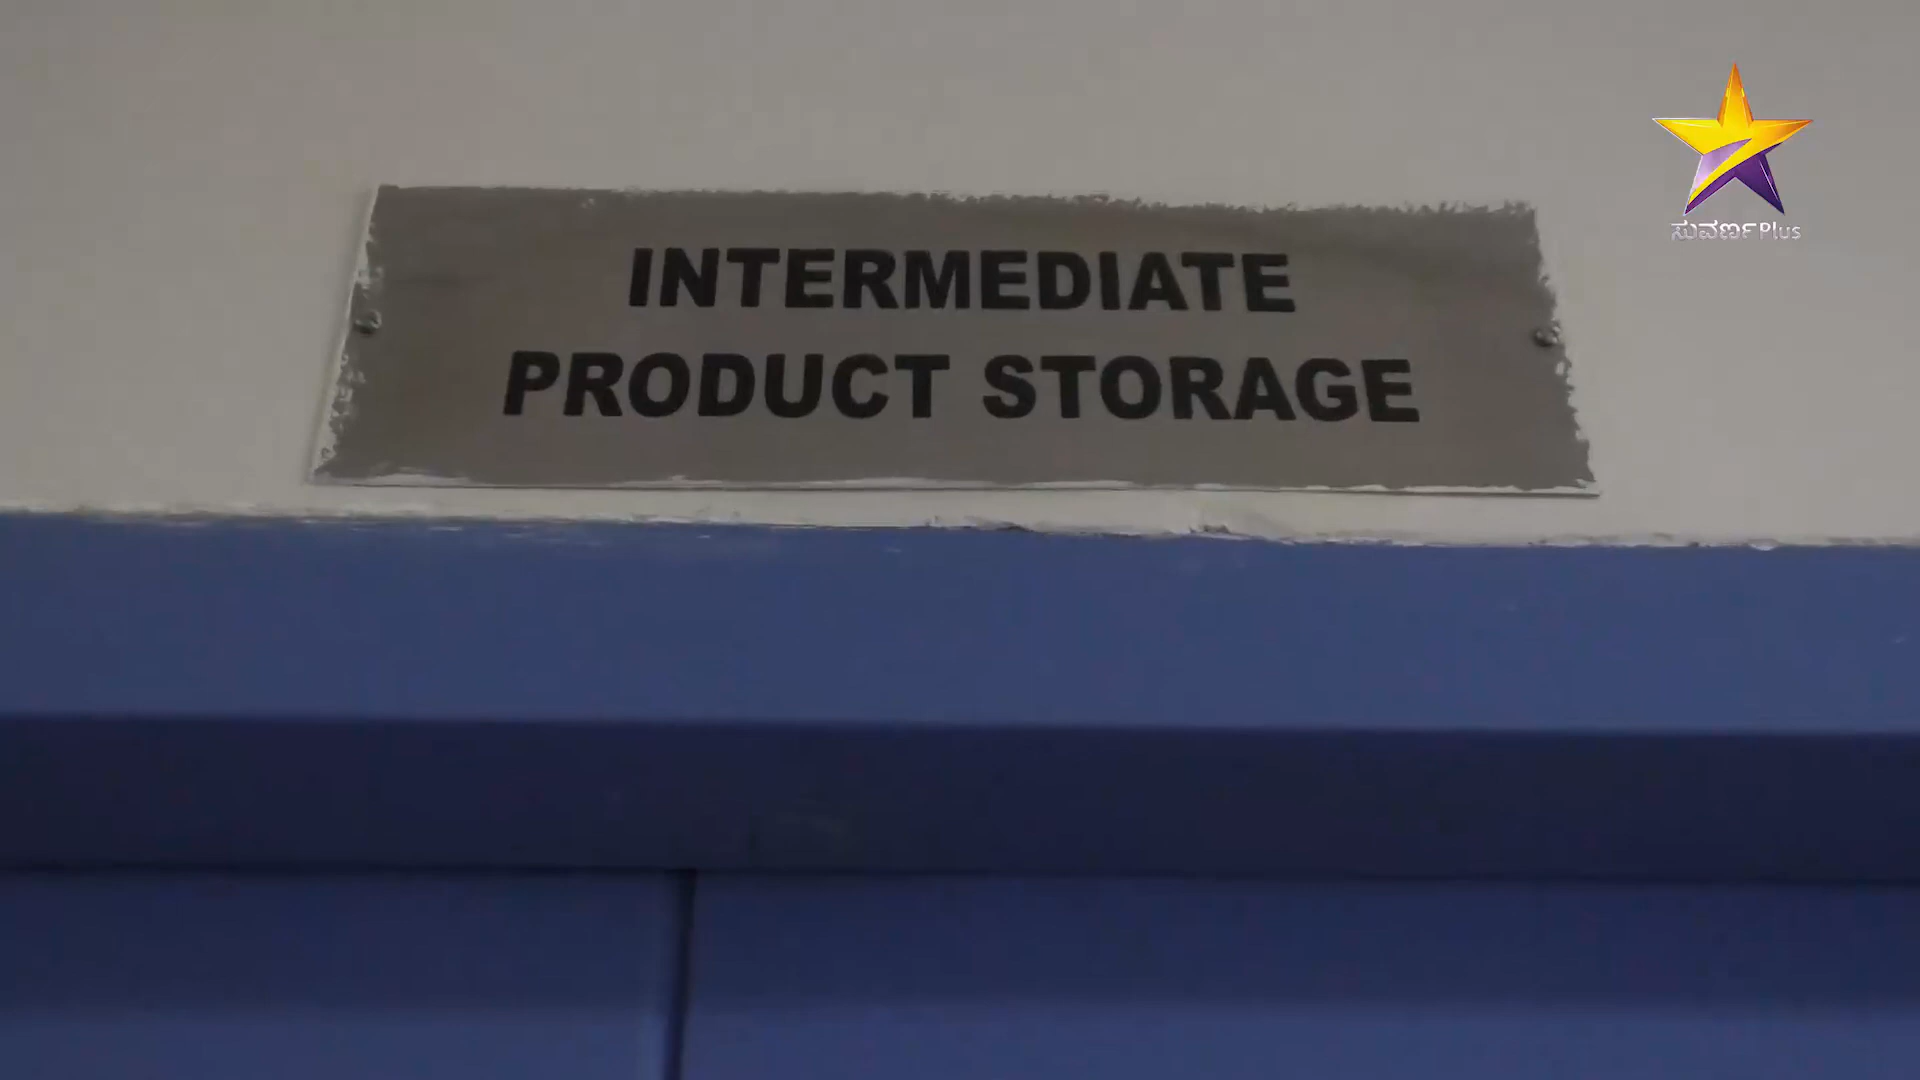 INTERMEDIATE
PRODUCT STORAGE
ಸುವರ್ಣ Plus